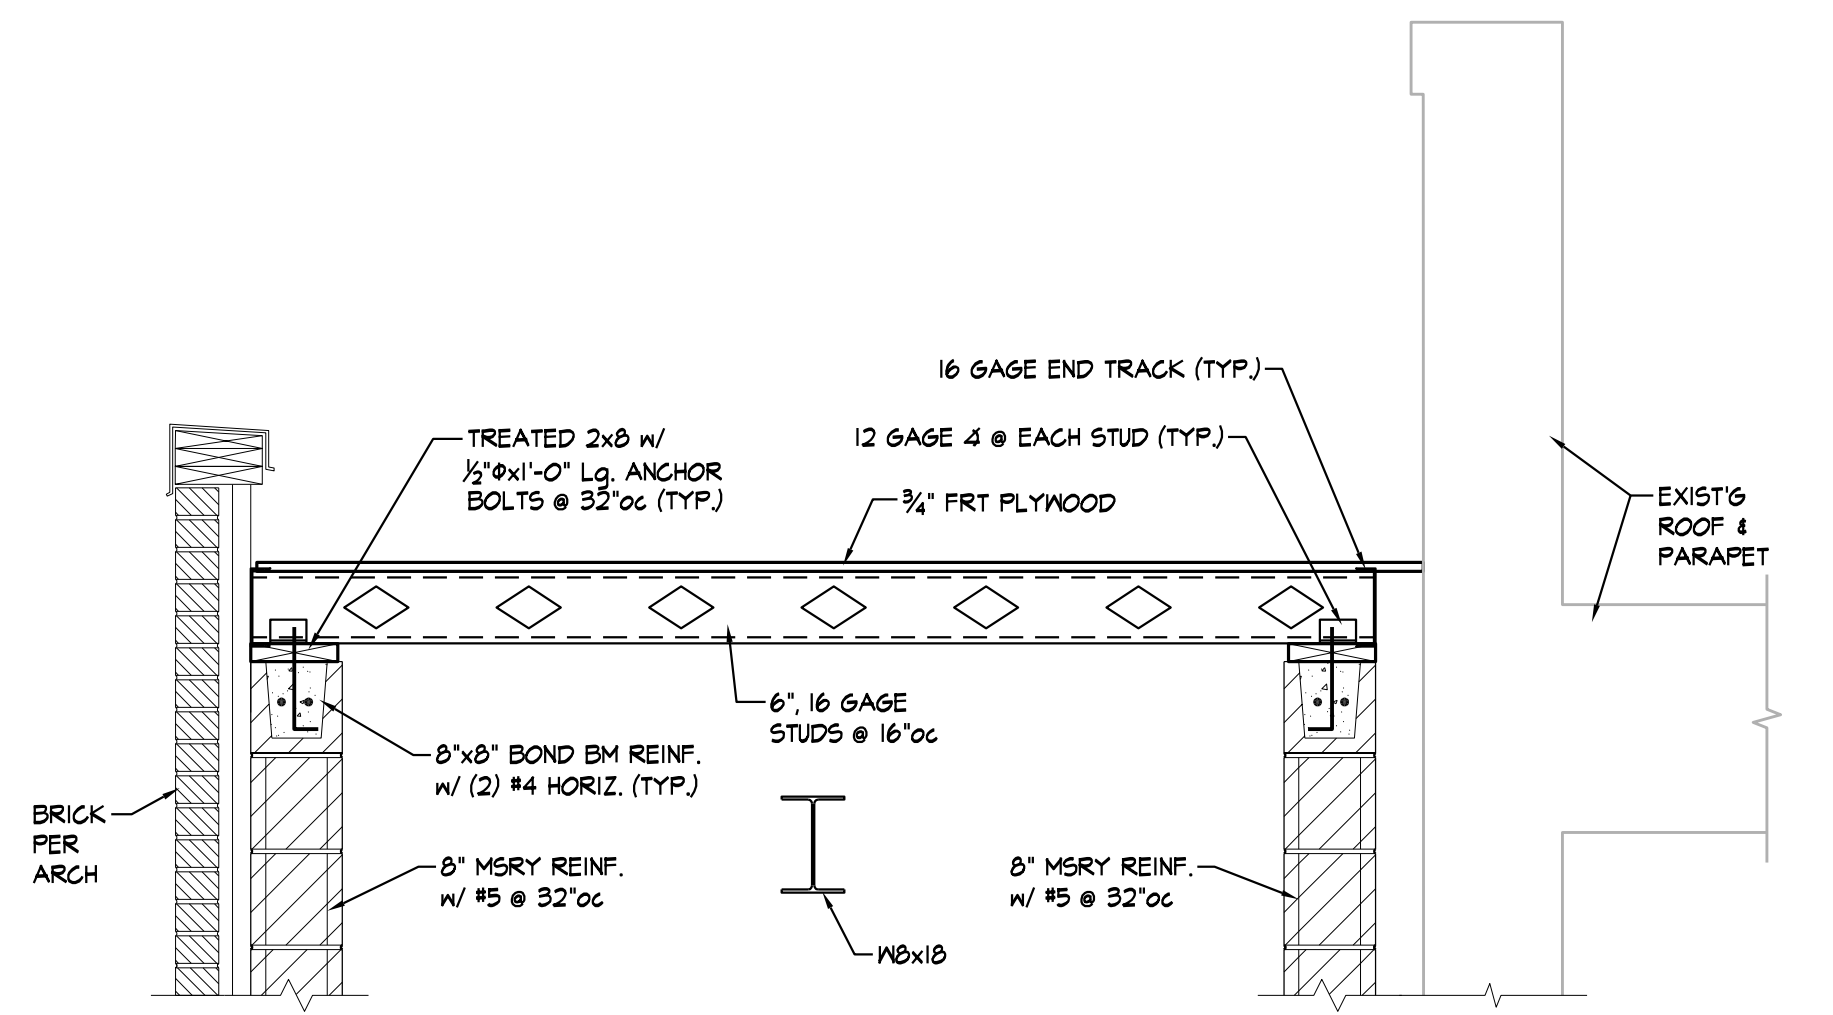 16 GAGE END TRACK (TYP.)
TREATED 2x8 w/
½"Φx1'-0" Lg. ANCHOR
BOLTS @ 32"oc (TYP.)
12 GAGE ∡ @ EACH STUD (TYP.)
¾" FRT PLYWOOD
EXIST'G
ROOF &
PARAPET
6", 16 GAGE
STUDS @ 16"oc
8"x8" BOND BM REINF.
w/ (2) #4 HORIZ. (TYP.)
BRICK
PER
ARCH
8" MSRY REINF.
w/ #5 @ 32"oc
8" MSRY REINF.
w/ #5 @ 32"oc
W8x18